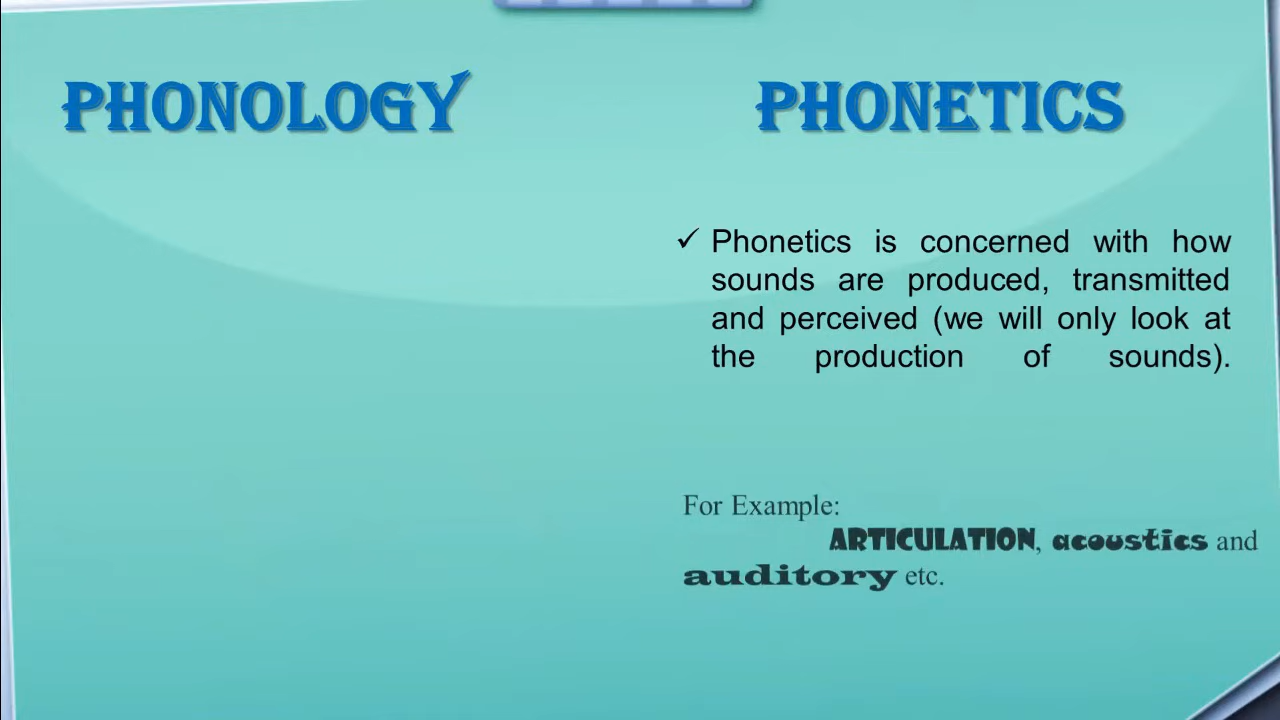 PHONOLOGY
PHONETICS
✓ Phonetics is concerned with how
sounds are produced, transmitted
and perceived (we will only look at
the production of sounds).
For Example:
ARTICULATION, acoustics and
auditory etc.